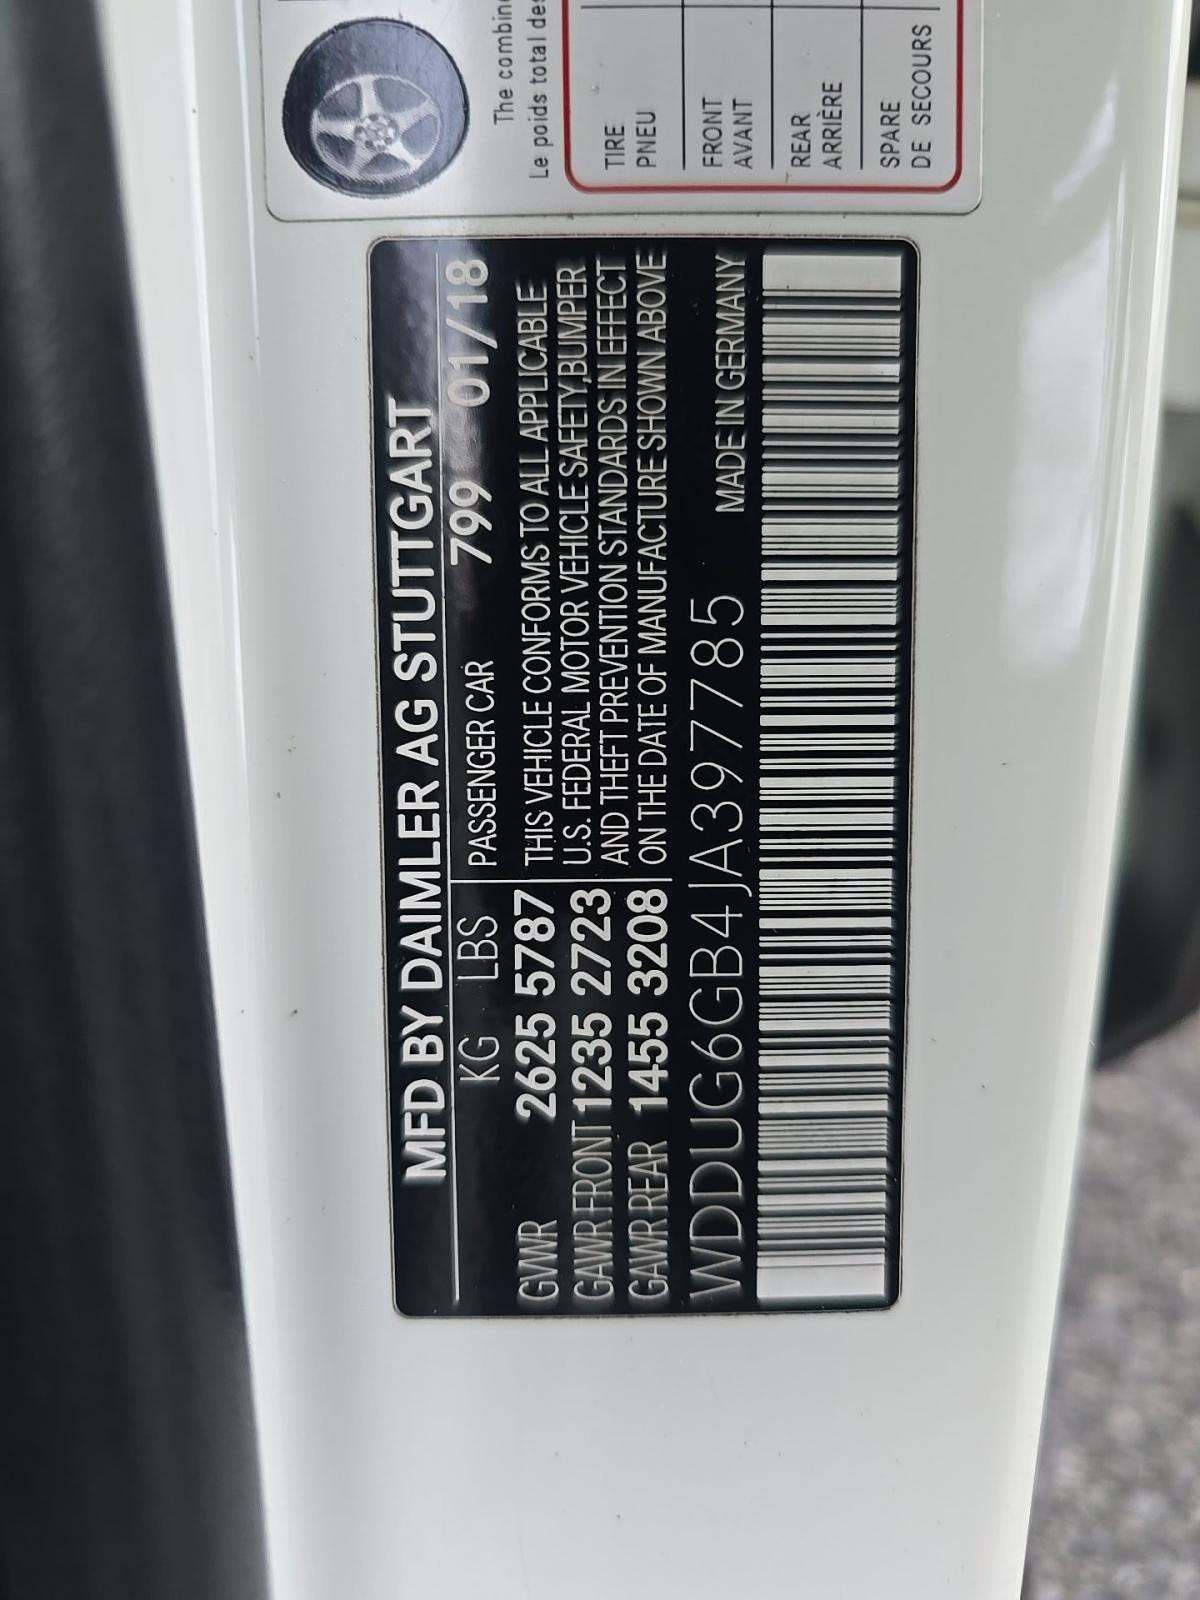 MFD BY DAIMLER AG STUTTGART
KG LBS PASSENGER CAR 799 01/18
GVWR 2625 5787 THIS VEHICLE CONFORMS TO ALL APPLICABLE
GAWR FRONT 1235 2723 U.S. FEDERAL MOTOR VEHICLE SAFETY,BUMPER
GAWR REAR 1455 3208 AND THEFT PREVENTION STANDARDS IN EFFECT
ON THE DATE OF MANUFACTURE SHOWN ABOVE
WDDUG6GB4JA397785 MADE IN GERMANY
The combine
Le poids total des
TIRE
PNEU
FRONT
AVANT
REAR
ARRIÈRE
SPARE
DE SECOURS